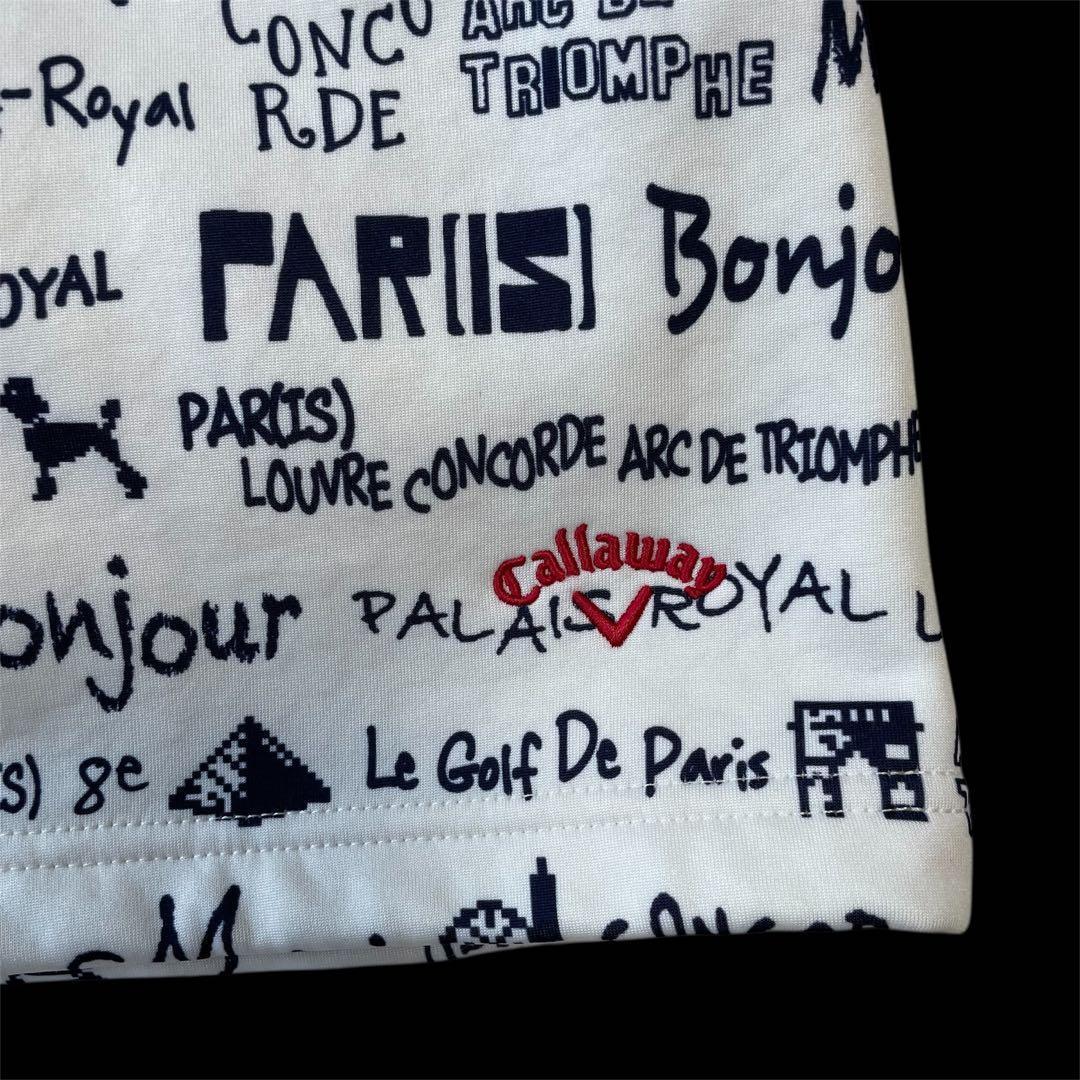 CONCO
RDE
ARC DE
TRIOMPHE
-Royal
PAR(IS)
Bonjo
OYAL
PAR(IS)
LOUVRE CONCORDE ARC DE TRIOMPHE
Callaway
onjour
PALAIS ROYAL L
S) 8e
Le Golf De Paris